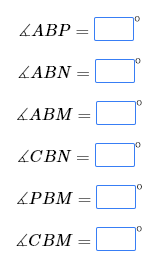 ∡ABP = °
∡ABN = °
∡ABM = °
∡CBN = °
∡PBM = °
∡CBM = °